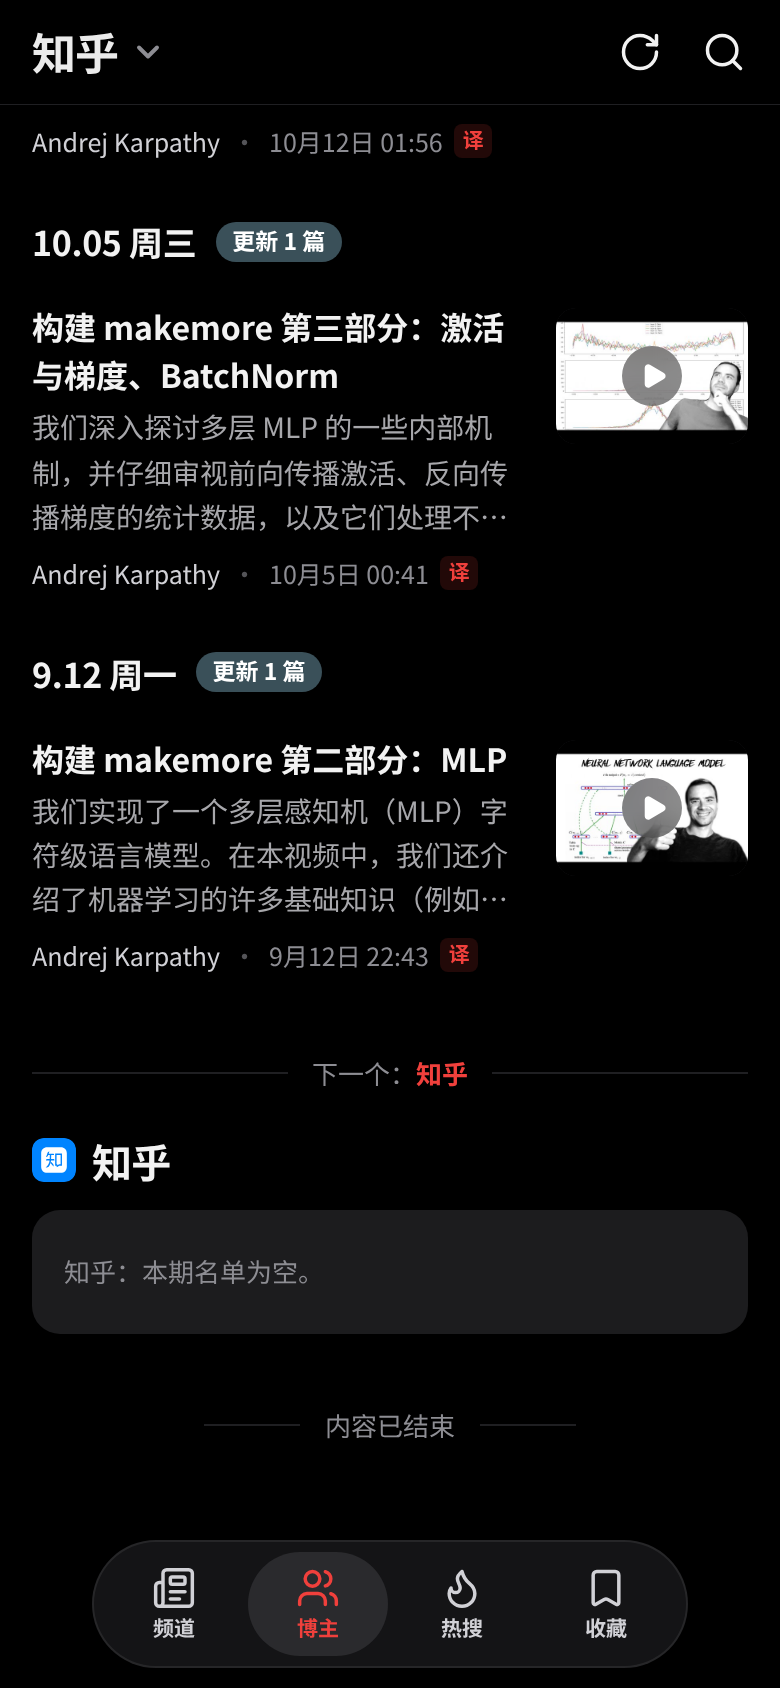 知乎
Andrej Karpathy • 10月12日 01:56 译
10.05 周三 更新 1 篇
构建 makemore 第三部分：激活
与梯度、BatchNorm
我们深入探讨多层 MLP 的一些内部机
制，并仔细审视前向传播激活、反向传
播梯度的统计数据，以及它们处理不…
Andrej Karpathy • 10月5日 00:41 译
9.12 周一 更新 1 篇
构建 makemore 第二部分：MLP
NEURAL NETWORK LANGUAGE MODEL
我们实现了一个多层感知机（MLP）字
符级语言模型。在本视频中，我们还介
绍了机器学习的许多基础知识（例如…
Andrej Karpathy • 9月12日 22:43 译
下一个：知乎
知 知乎
知乎：本期名单为空。
内容已结束
频道 博主 热搜 收藏